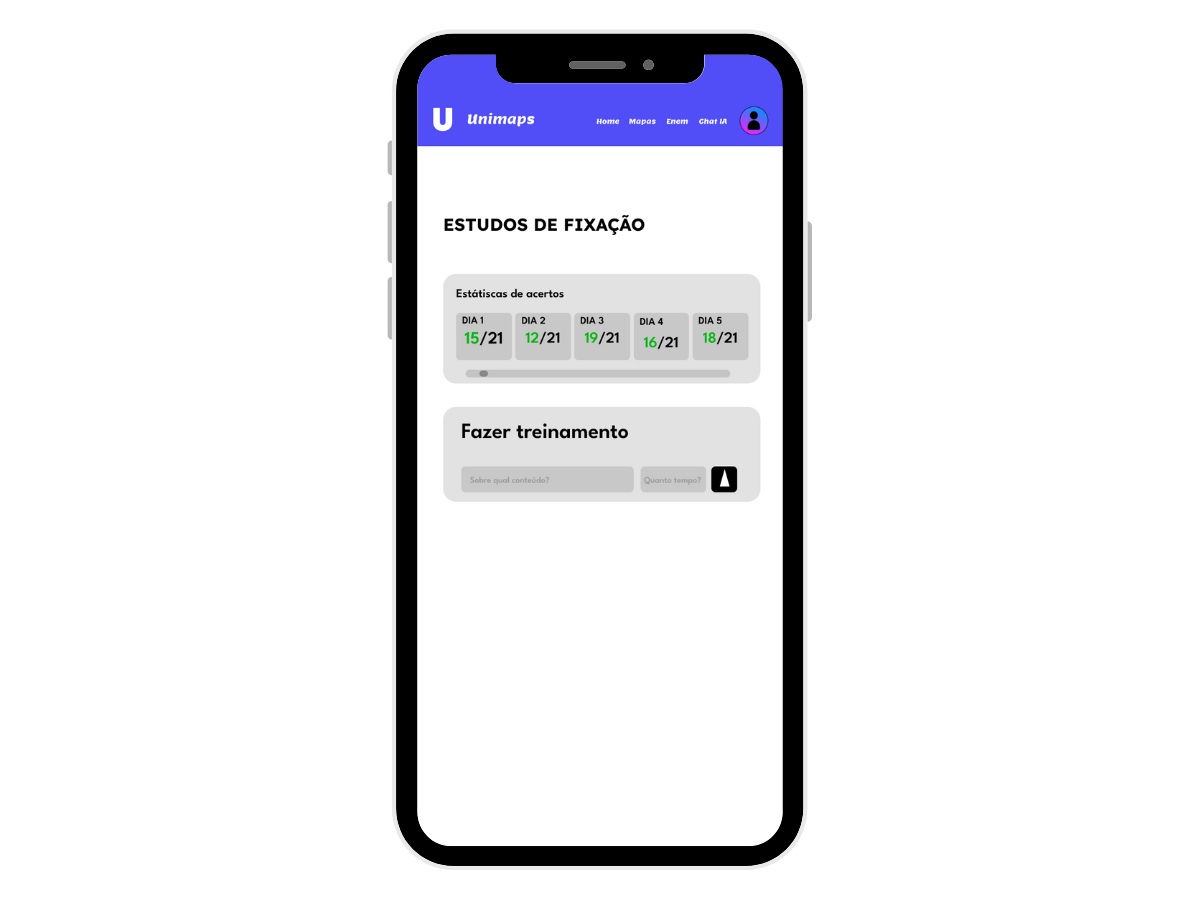 U Unimaps Home Mapas Enem Chat IA
ESTUDOS DE FIXAÇÃO
Estátiscas de acertos
DIA 1 DIA 2 DIA 3 DIA 4 DIA 5
15/21 12/21 19/21 16/21 18/21
Fazer treinamento
Sobre qual conteúdo? Quanto tempo?